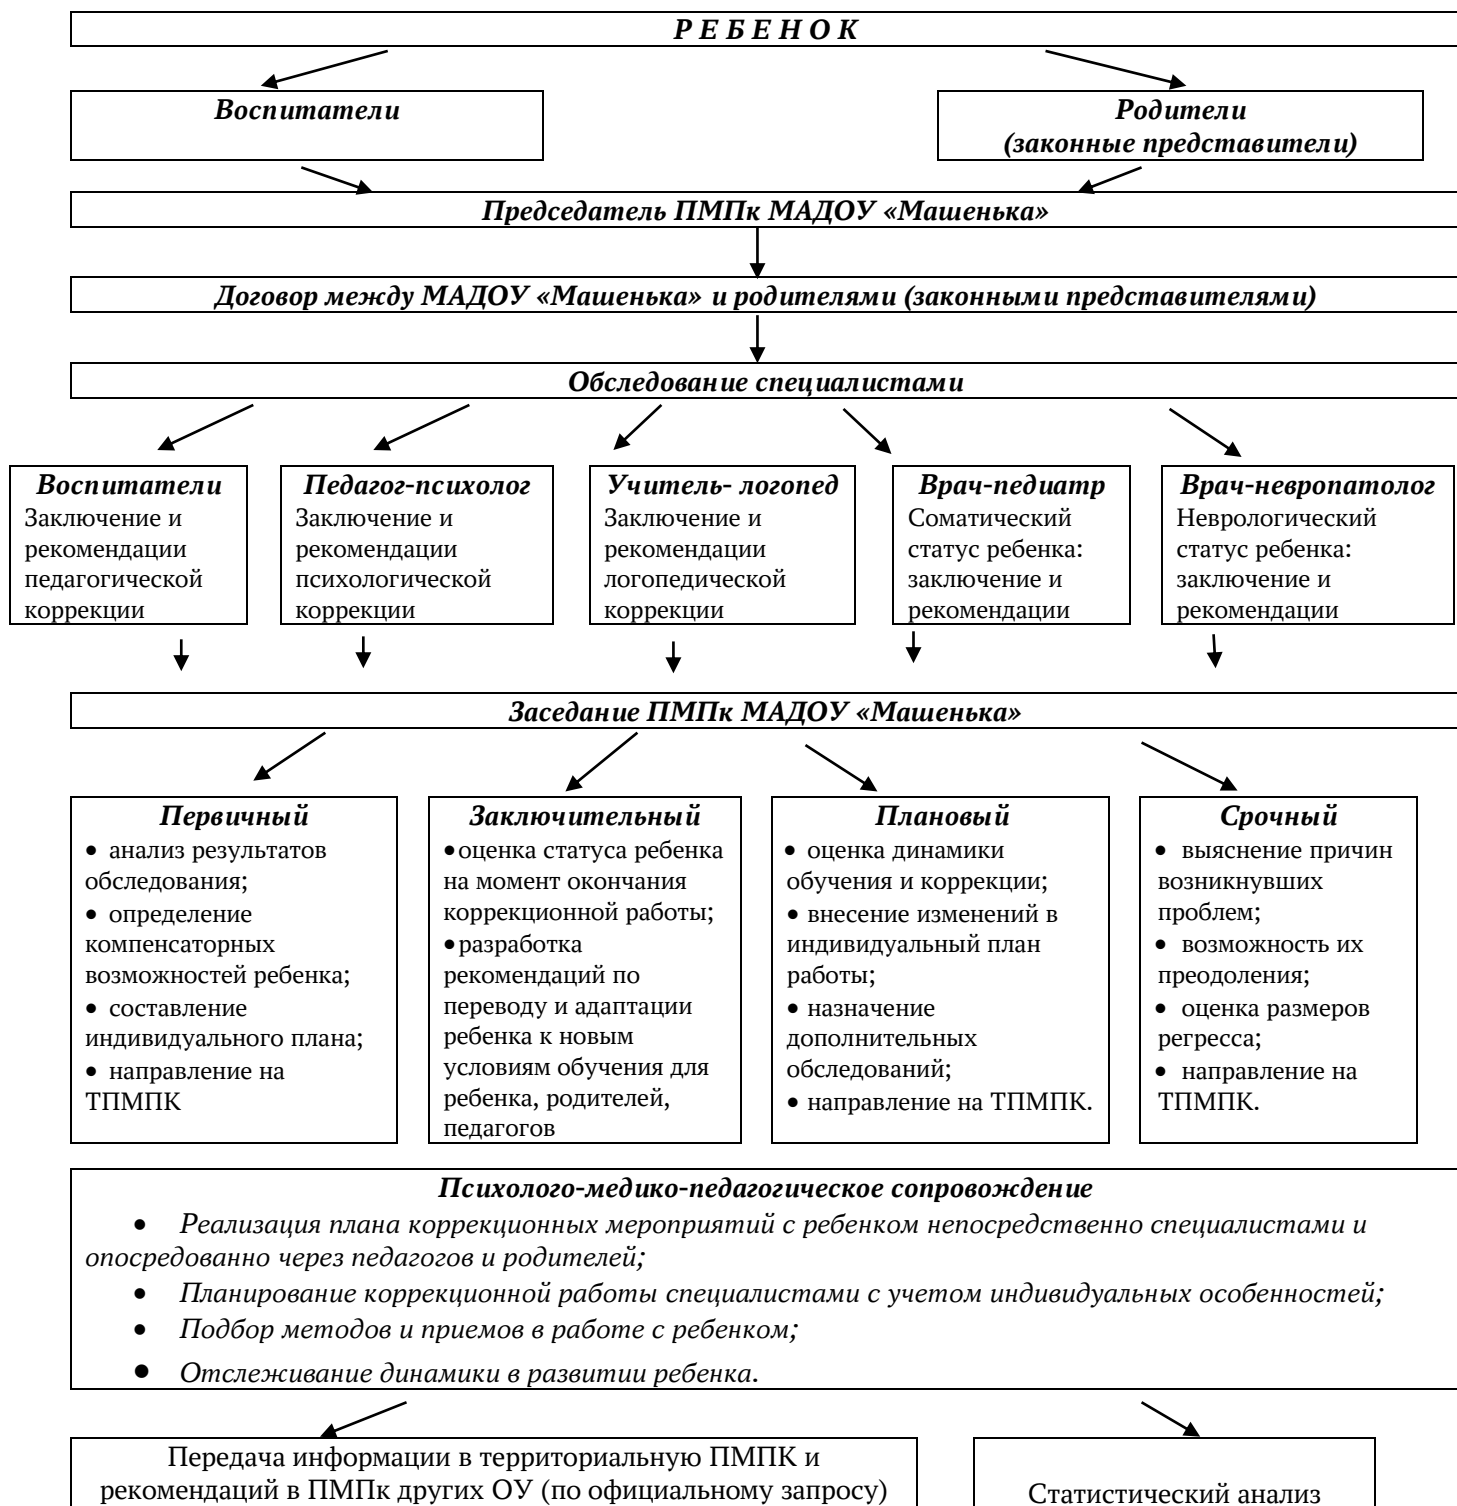 Р Е Б Е Н О К
Воспитатели
Родители
(законные представители)
Председатель ПМПк МАДОУ «Машенька»
Договор между МАДОУ «Машенька» и родителями (законными представителями)
Обследование специалистами
Воспитатели
Заключение и
рекомендации
педагогической
коррекции
Педагог-психолог
Заключение и
рекомендации
психологической
коррекции
Учитель- логопед
Заключение и
рекомендации
логопедической
коррекции
Врач-педиатр
Соматический
статус ребенка:
заключение и
рекомендации
Врач-невропатолог
Неврологический
статус ребенка:
заключение и
рекомендации
Заседание ПМПк МАДОУ «Машенька»
Первичный
• анализ результатов
обследования;
• определение
компенсаторных
возможностей ребенка;
• составление
индивидуального плана;
• направление на
ТПМПК
Заключительный
• оценка статуса ребенка
на момент окончания
коррекционной работы;
• разработка
рекомендаций по
переводу и адаптации
ребенка к новым
условиям обучения для
ребенка, родителей,
педагогов
Плановый
• оценка динамики
обучения и коррекции;
• внесение изменений в
индивидуальный план
работы;
• назначение
дополнительных
обследований;
• направление на ТПМПК.
Срочный
• выяснение причин
возникнувших
проблем;
• возможность их
преодоления;
• оценка размеров
регресса;
• направление на
ТПМПК.
Психолого-медико-педагогическое сопровождение
• Реализация плана коррекционных мероприятий с ребенком непосредственно специалистами и
опосредованно через педагогов и родителей;
• Планирование коррекционной работы специалистами с учетом индивидуальных особенностей;
• Подбор методов и приемов в работе с ребенком;
• Отслеживание динамики в развитии ребенка.
Передача информации в территориальную ПМПК и
рекомендаций в ПМПк других ОУ (по официальному запросу)
Статистический анализ